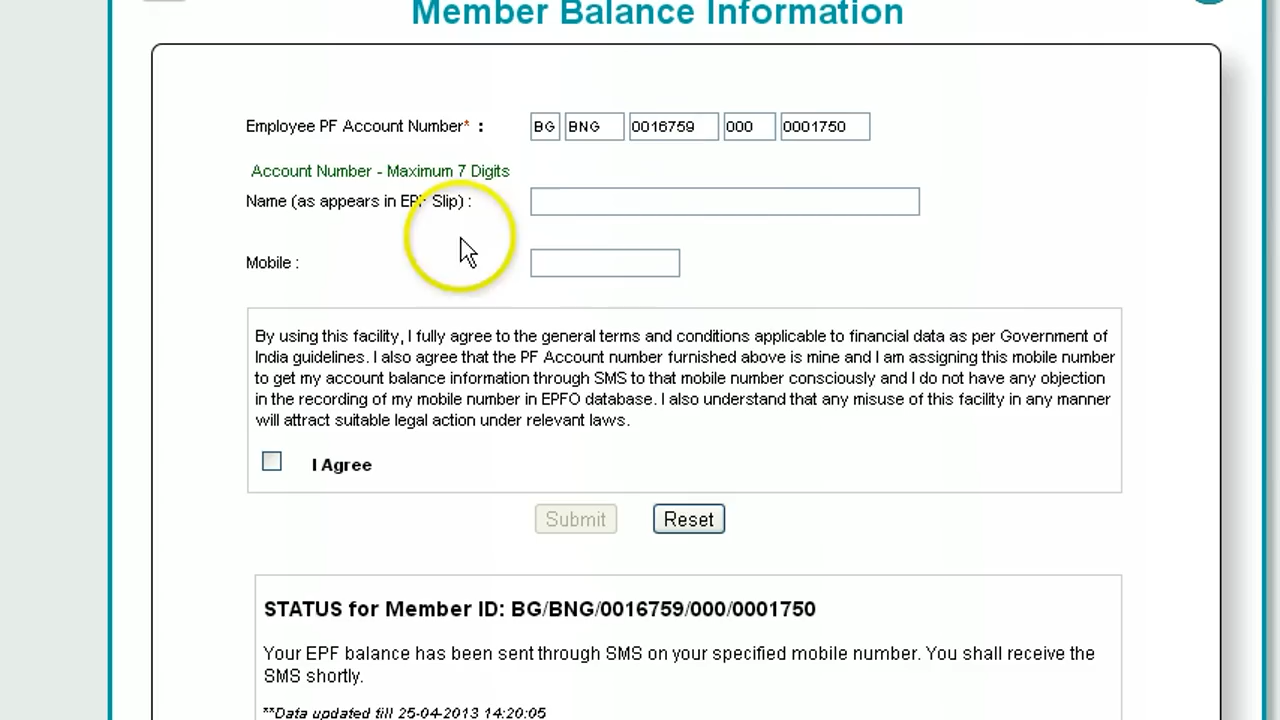 Member Balance Information
Employee PF Account Number* : BG BNG 0016759 000 0001750
Account Number - Maximum 7 Digits
Name (as appears in EPF Slip) :
Mobile :
By using this facility, I fully agree to the general terms and conditions applicable to financial data as per Government of
India guidelines. I also agree that the PF Account number furnished above is mine and I am assigning this mobile number
to get my account balance information through SMS to that mobile number consciously and I do not have any objection
in the recording of my mobile number in EPFO database. I also understand that any misuse of this facility in any manner
will attract suitable legal action under relevant laws.
I Agree
Submit Reset
STATUS for Member ID: BG/BNG/0016759/000/0001750
Your EPF balance has been sent through SMS on your specified mobile number. You shall receive the
SMS shortly.
**Data updated till 25-04-2013 14:20:05